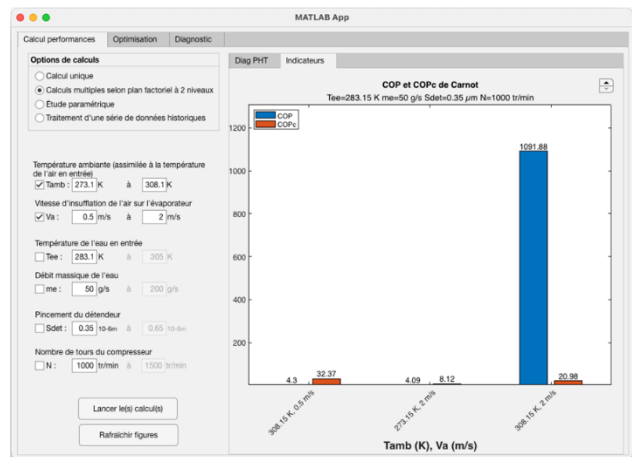 MATLAB App
Calcul performances Optimisation Diagnostic
Options de calculs
Calcul unique
Calculs multiples selon plan factoriel à 2 niveaux
Étude paramétrique
Traitement d'une série de données historiques
Température ambiante (assimilée à la température
de l'air en entrée)
Tamb : 273.1 K à 308.1 K
Vitesse d'insufflation de l'air sur l'évaporateur
Va : 0.5 m/s à 2 m/s
Température de l'eau en entrée
Tee : 283.1 K à 305 K
Débit massique de l'eau
me : 50 g/s à 200 g/s
Pincement du détendeur
Sdet : 0.35 10-6m à 0.65 10-6m
Nombre de tours du compresseur
N : 1000 tr/min à 1500 tr/min
Lancer le(s) calcul(s)
Rafraîchir figures
Diag PHT Indicateurs
COP et COPc de Carnot
Tee=283.15 K me=50 g/s Sdet=0.35 µm N=1000 tr/min
COP
COPc
1200
1000
800
600
400
200
4.3 32.37
4.09 8.12
1091.88
20.98
308.15 K, 0.5 m/s
273.15 K, 2 m/s
308.15 K, 2 m/s
Tamb (K), Va (m/s)